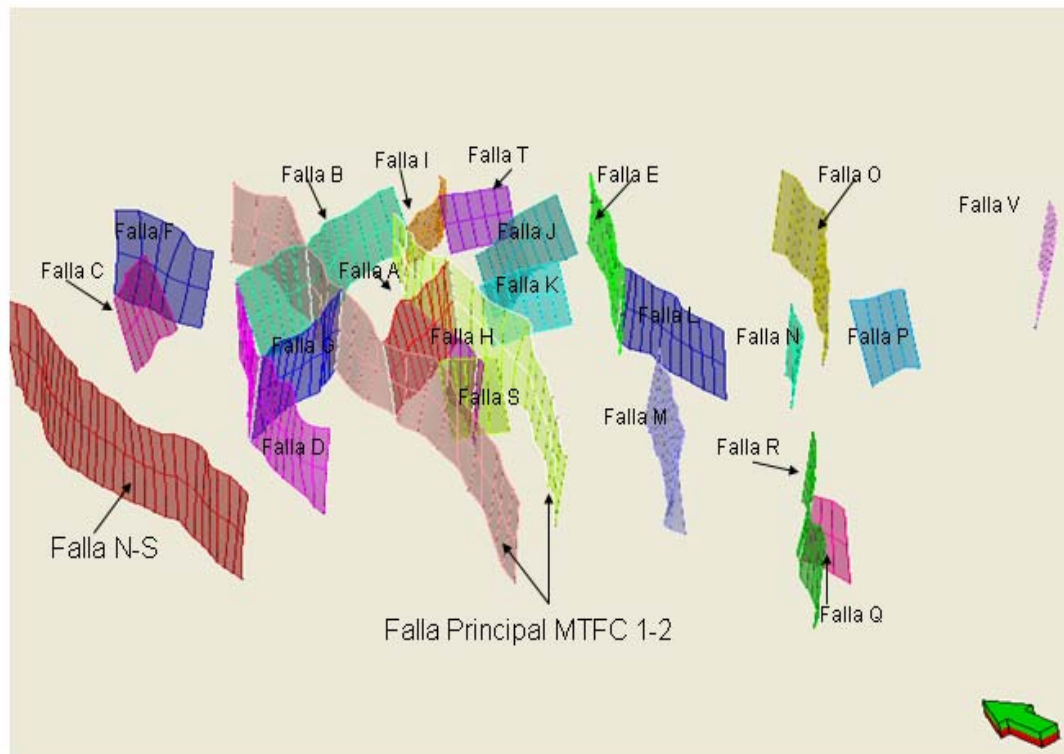 Falla I
Falla T
Falla B
Falla E
Falla O
Falla V
Falla F
Falla J
Falla C
Falla A
Falla K
Falla L
Falla G
Falla H
Falla N
Falla P
Falla S
Falla M
Falla D
Falla R
Falla N-S
Falla Q
Falla Principal MTFC 1-2